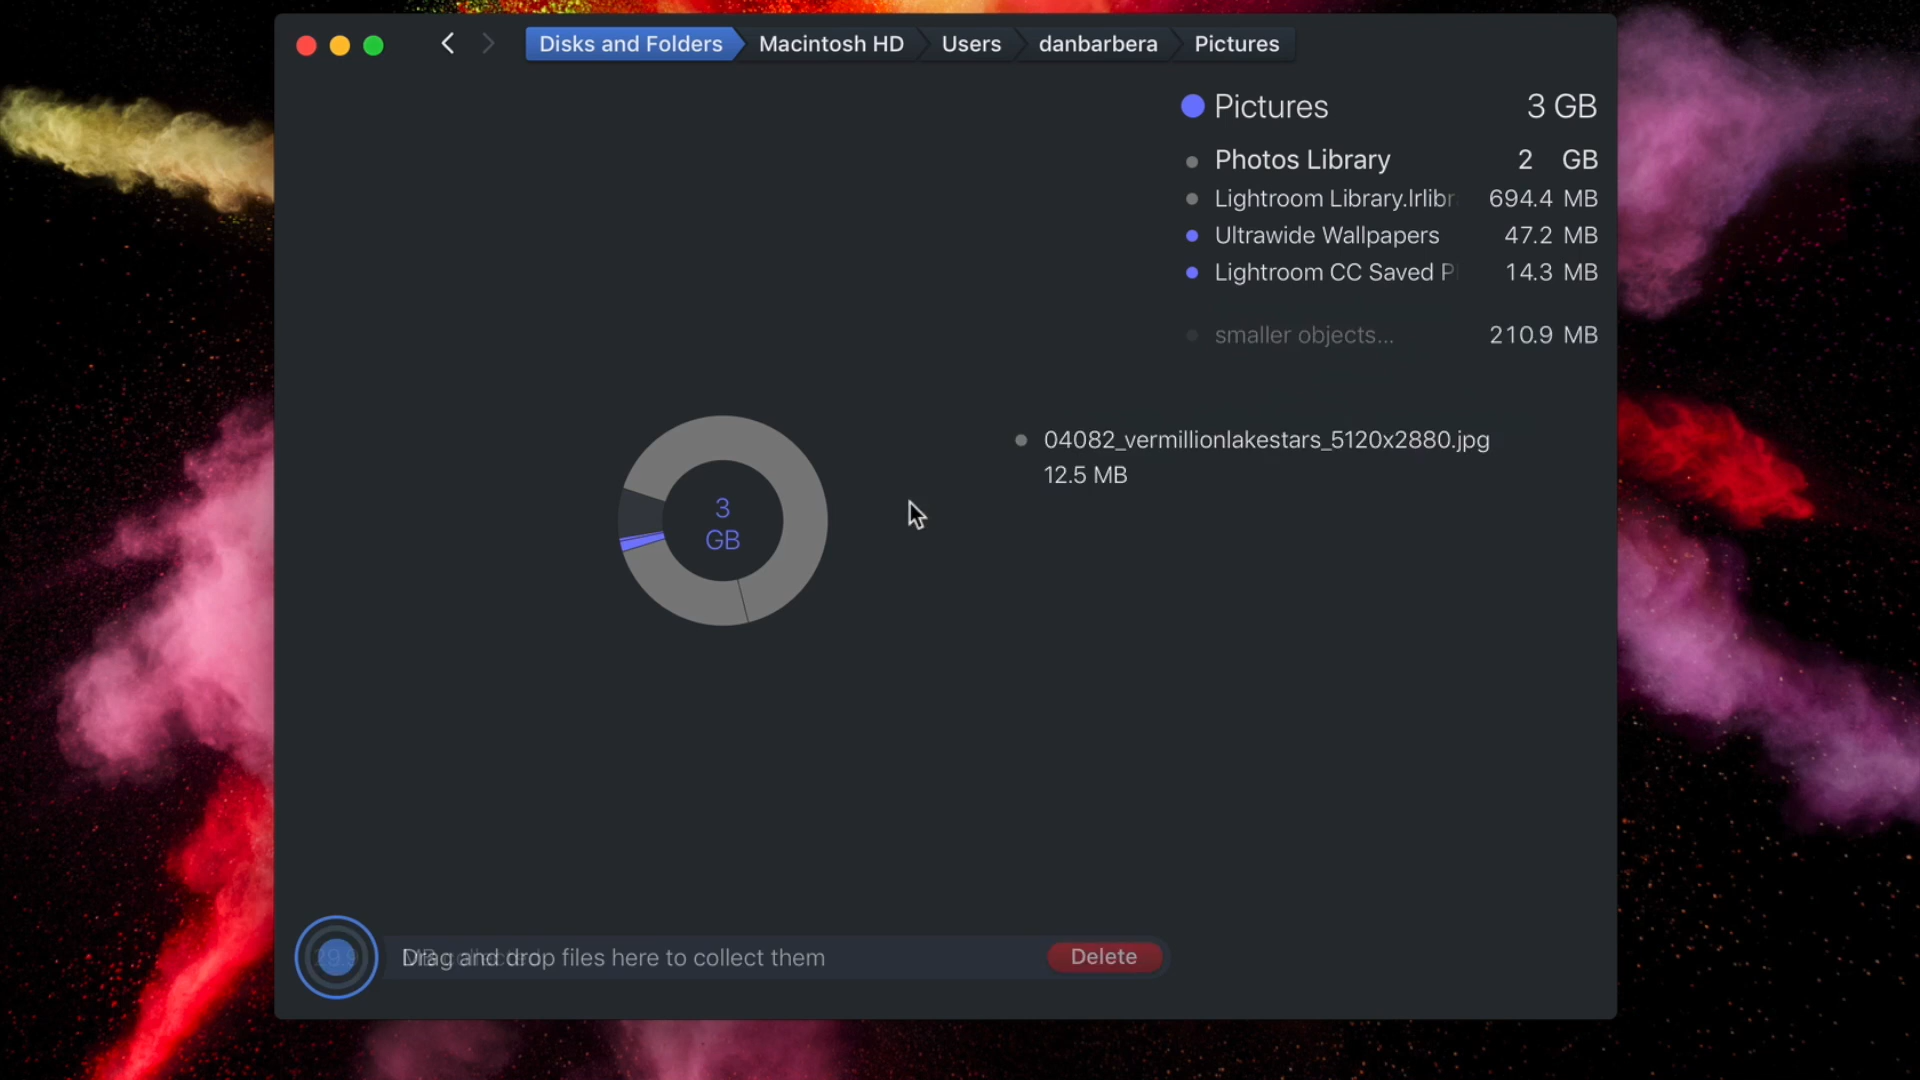 Disks and Folders Macintosh HD Users danbarbera Pictures
Pictures 3 GB
Photos Library 2 GB
Lightroom Library.lrlibr 694.4 MB
Ultrawide Wallpapers 47.2 MB
Lightroom CC Saved P 14.3 MB
smaller objects... 210.9 MB
04082_vermillionlakestars_5120x2880.jpg
12.5 MB
3
GB
Drag and drop files here to collect them
Delete